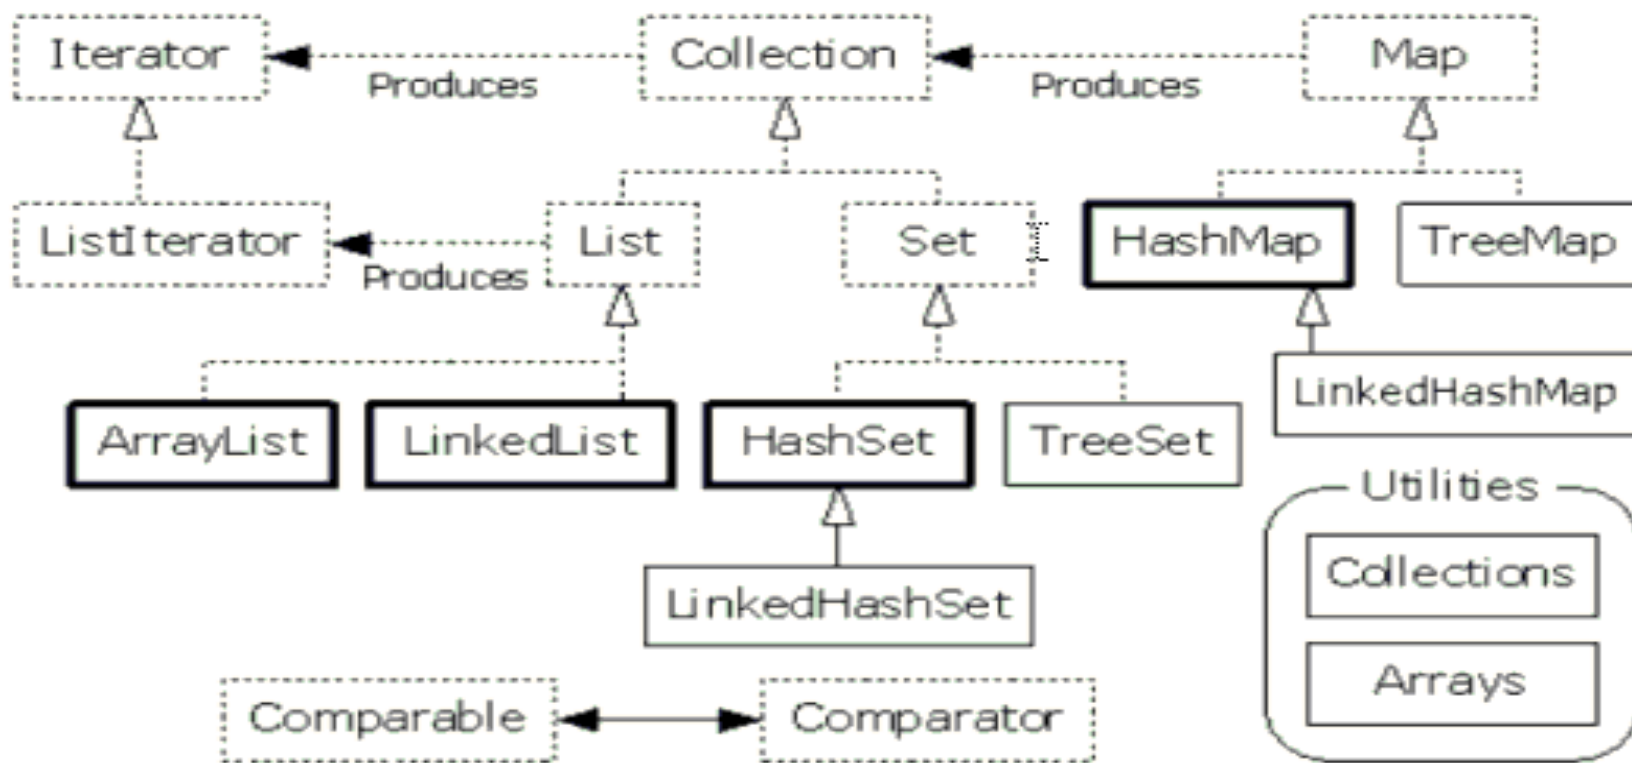 Iterator
Produces
Collection
Produces
Map
ListIterator
Produces
List
Set
HashMap
TreeMap
LinkedHashMap
ArrayList
LinkedList
HashSet
TreeSet
Utilities
Collections
LinkedHashSet
Arrays
Comparable
Comparator